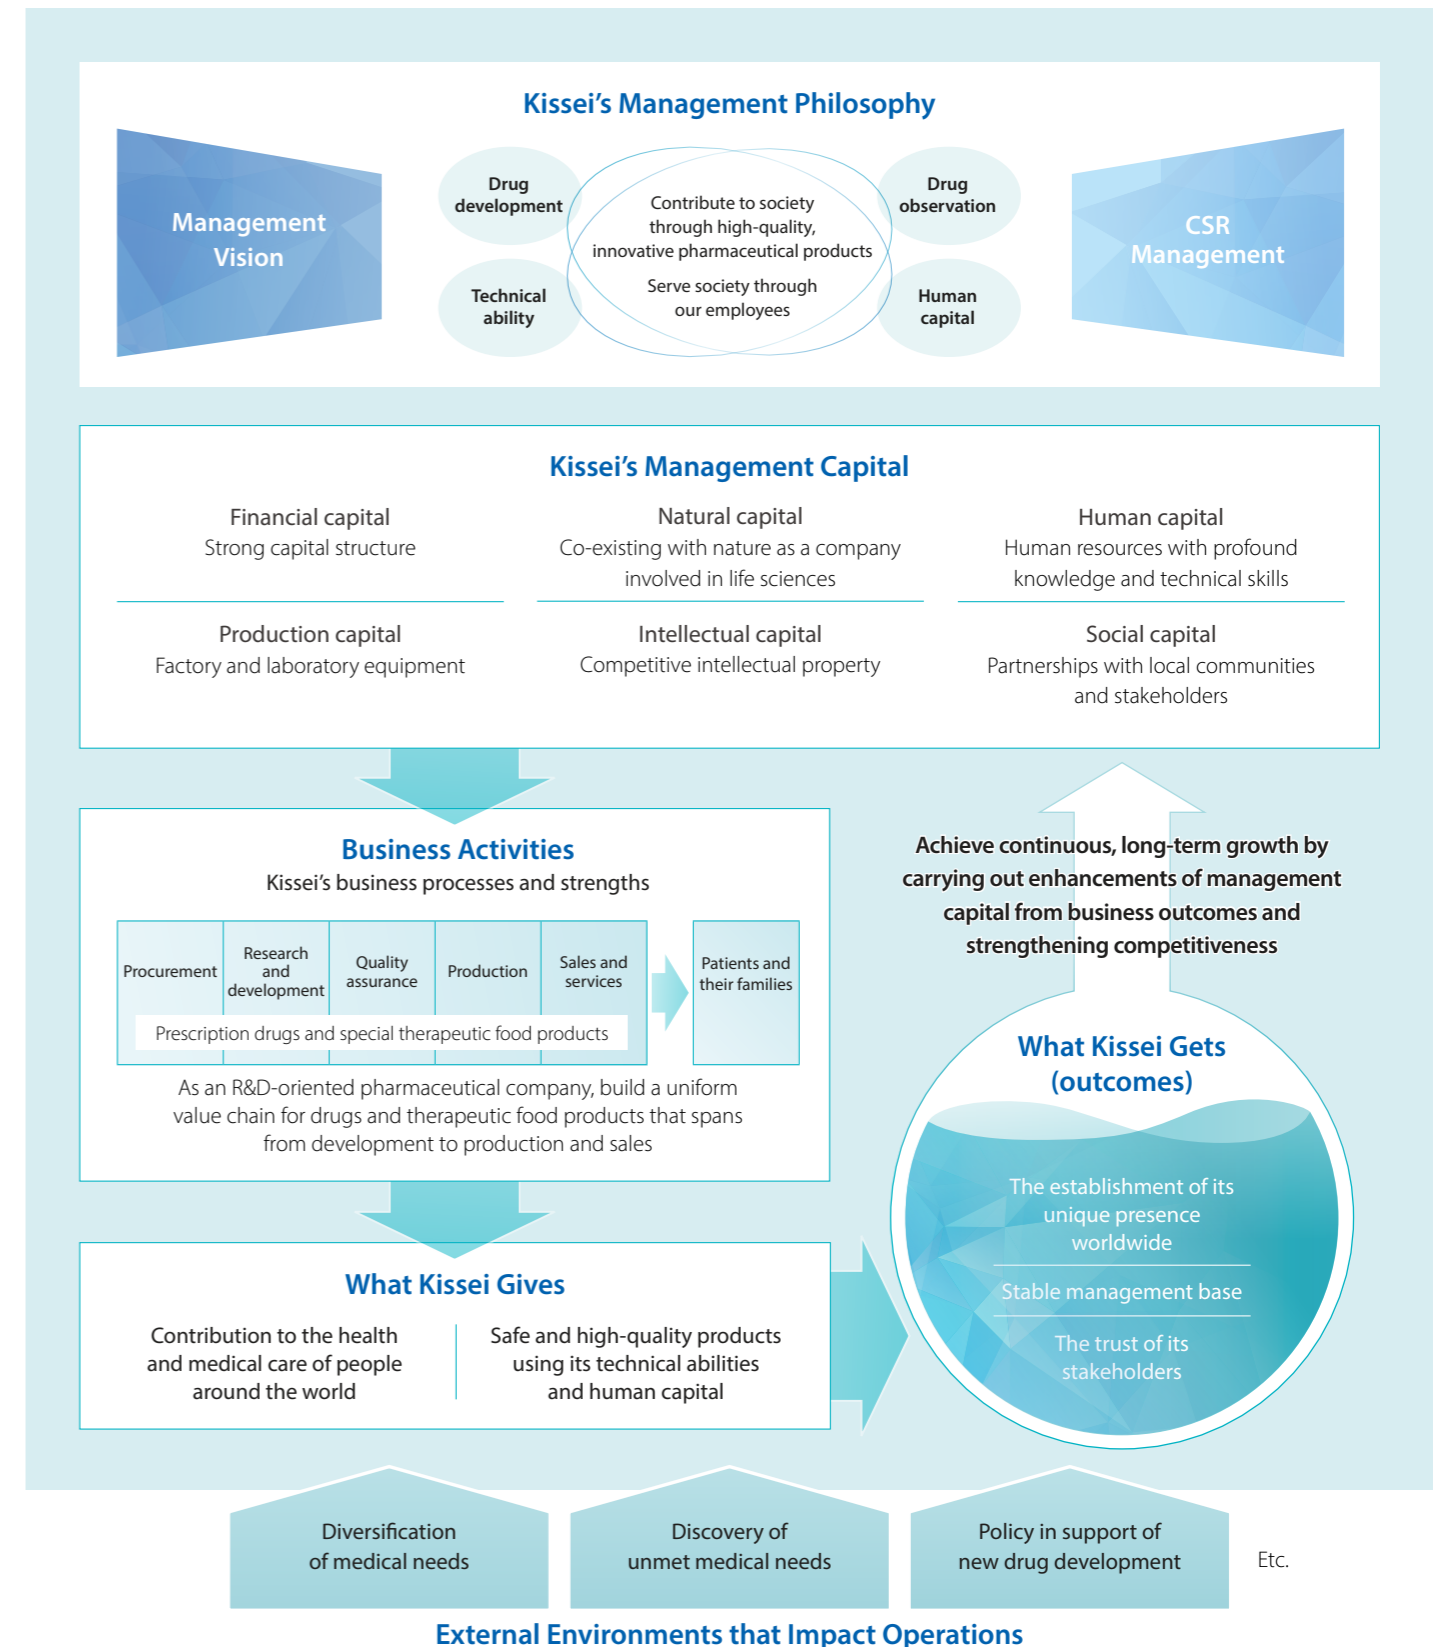 Kissei’s Management Philosophy
Management
Vision
Drug
development
Technical
ability
Contribute to society
through high-quality,
innovative pharmaceutical products
Serve society through
our employees
Drug
observation
Human
capital
CSR
Management
Kissei’s Management Capital
Financial capital
Strong capital structure
Natural capital
Co-existing with nature as a company
involved in life sciences
Human capital
Human resources with profound
knowledge and technical skills
Production capital
Factory and laboratory equipment
Intellectual capital
Competitive intellectual property
Social capital
Partnerships with local communities
and stakeholders
Business Activities
Kissei’s business processes and strengths
Procurement
Research
and
development
Quality
assurance
Production
Sales and
services
Patients and
their families
Prescription drugs and special therapeutic food products
As an R&D-oriented pharmaceutical company, build a uniform
value chain for drugs and therapeutic food products that spans
from development to production and sales
Achieve continuous, long-term growth by
carrying out enhancements of management
capital from business outcomes and
strengthening competitiveness
What Kissei Gets
(outcomes)
The establishment of its
unique presence
worldwide
Stable management base
The trust of its
stakeholders
What Kissei Gives
Contribution to the health
and medical care of people
around the world
Safe and high-quality products
using its technical abilities
and human capital
Diversification
of medical needs
Discovery of
unmet medical needs
Policy in support of
new drug development
Etc.
External Environments that Impact Operations